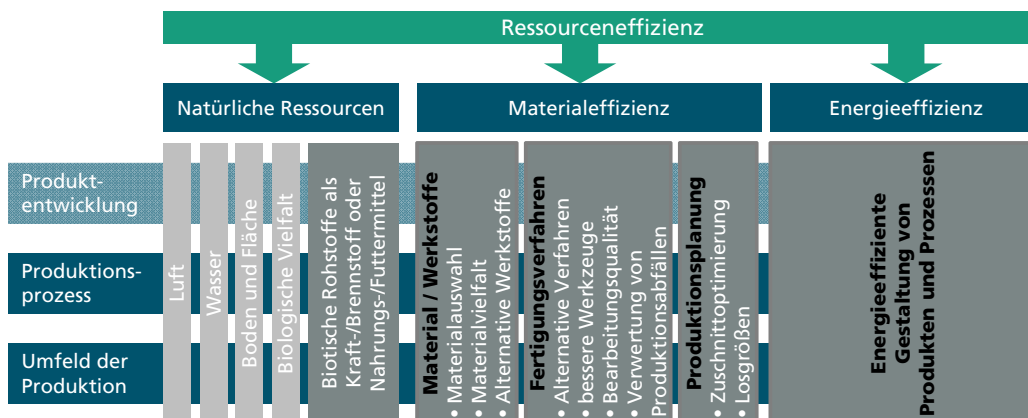 Ressourceneffizienz
Natürliche Ressourcen
Materialeffizienz
Energieeffizienz
Produkt-
entwicklung
Produktions-
prozess
Umfeld der
Produktion
Luft
Wasser
Boden und Fläche
Biologische Vielfalt
Biotische Rohstoffe als
Kraft-/Brennstoff oder
Nahrungs-/Futtermittel
Material / Werkstoffe
• Materialauswahl
• Materialvielfalt
• Alternative Werkstoffe
Fertigungsverfahren
• Alternative Verfahren
• bessere Werkzeuge
• Bearbeitungsqualität
• Verwertung von
Produktionsabfällen
Produktionsplanung
• Zuschnittoptimierung
• Losgrößen
Energieeffiziente
Gestaltung von
Produkten und Prozessen